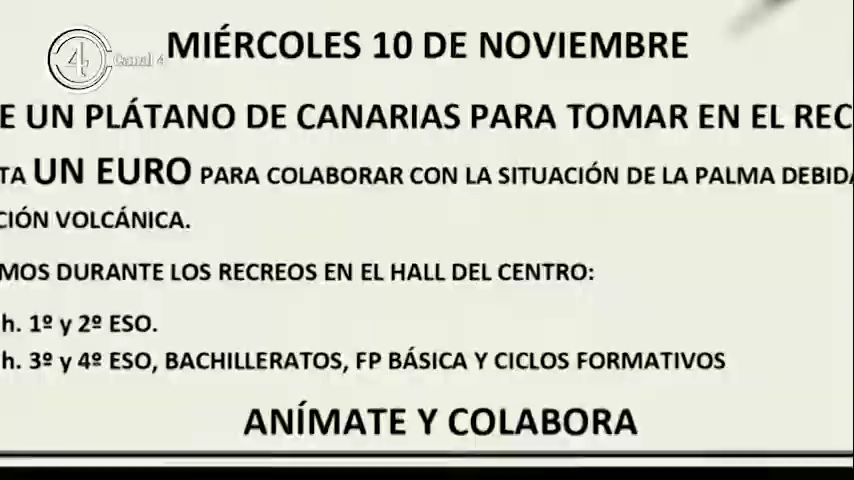 4 Canal 4
MIÉRCOLES 10 DE NOVIEMBRE
E UN PLÁTANO DE CANARIAS PARA TOMAR EN EL REC
TA UN EURO PARA COLABORAR CON LA SITUACIÓN DE LA PALMA DEBIDA
CIÓN VOLCÁNICA.
MOS DURANTE LOS RECREOS EN EL HALL DEL CENTRO:
h. 1º y 2º ESO.
h. 3º y 4º ESO, BACHILLERATOS, FP BÁSICA Y CICLOS FORMATIVOS
ANÍMATE Y COLABORA